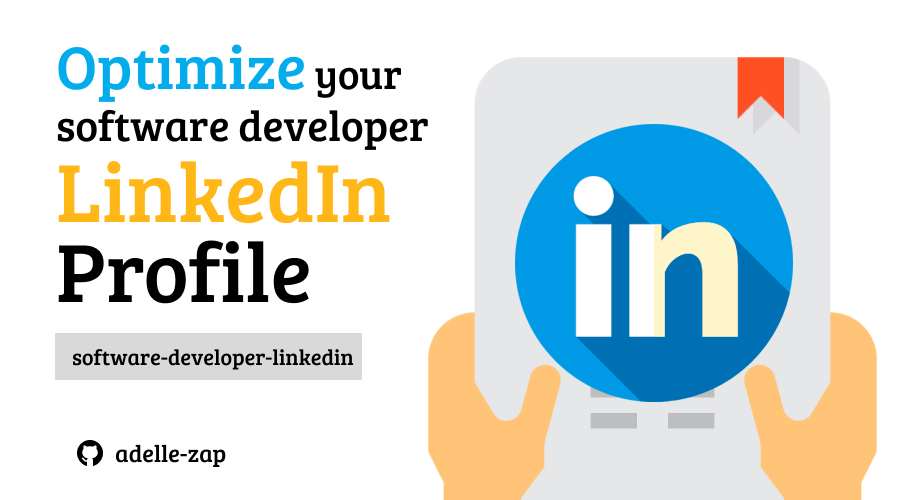 Optimize your
software developer
LinkedIn
Profile
software-developer-linkedin
adelle-zap
in